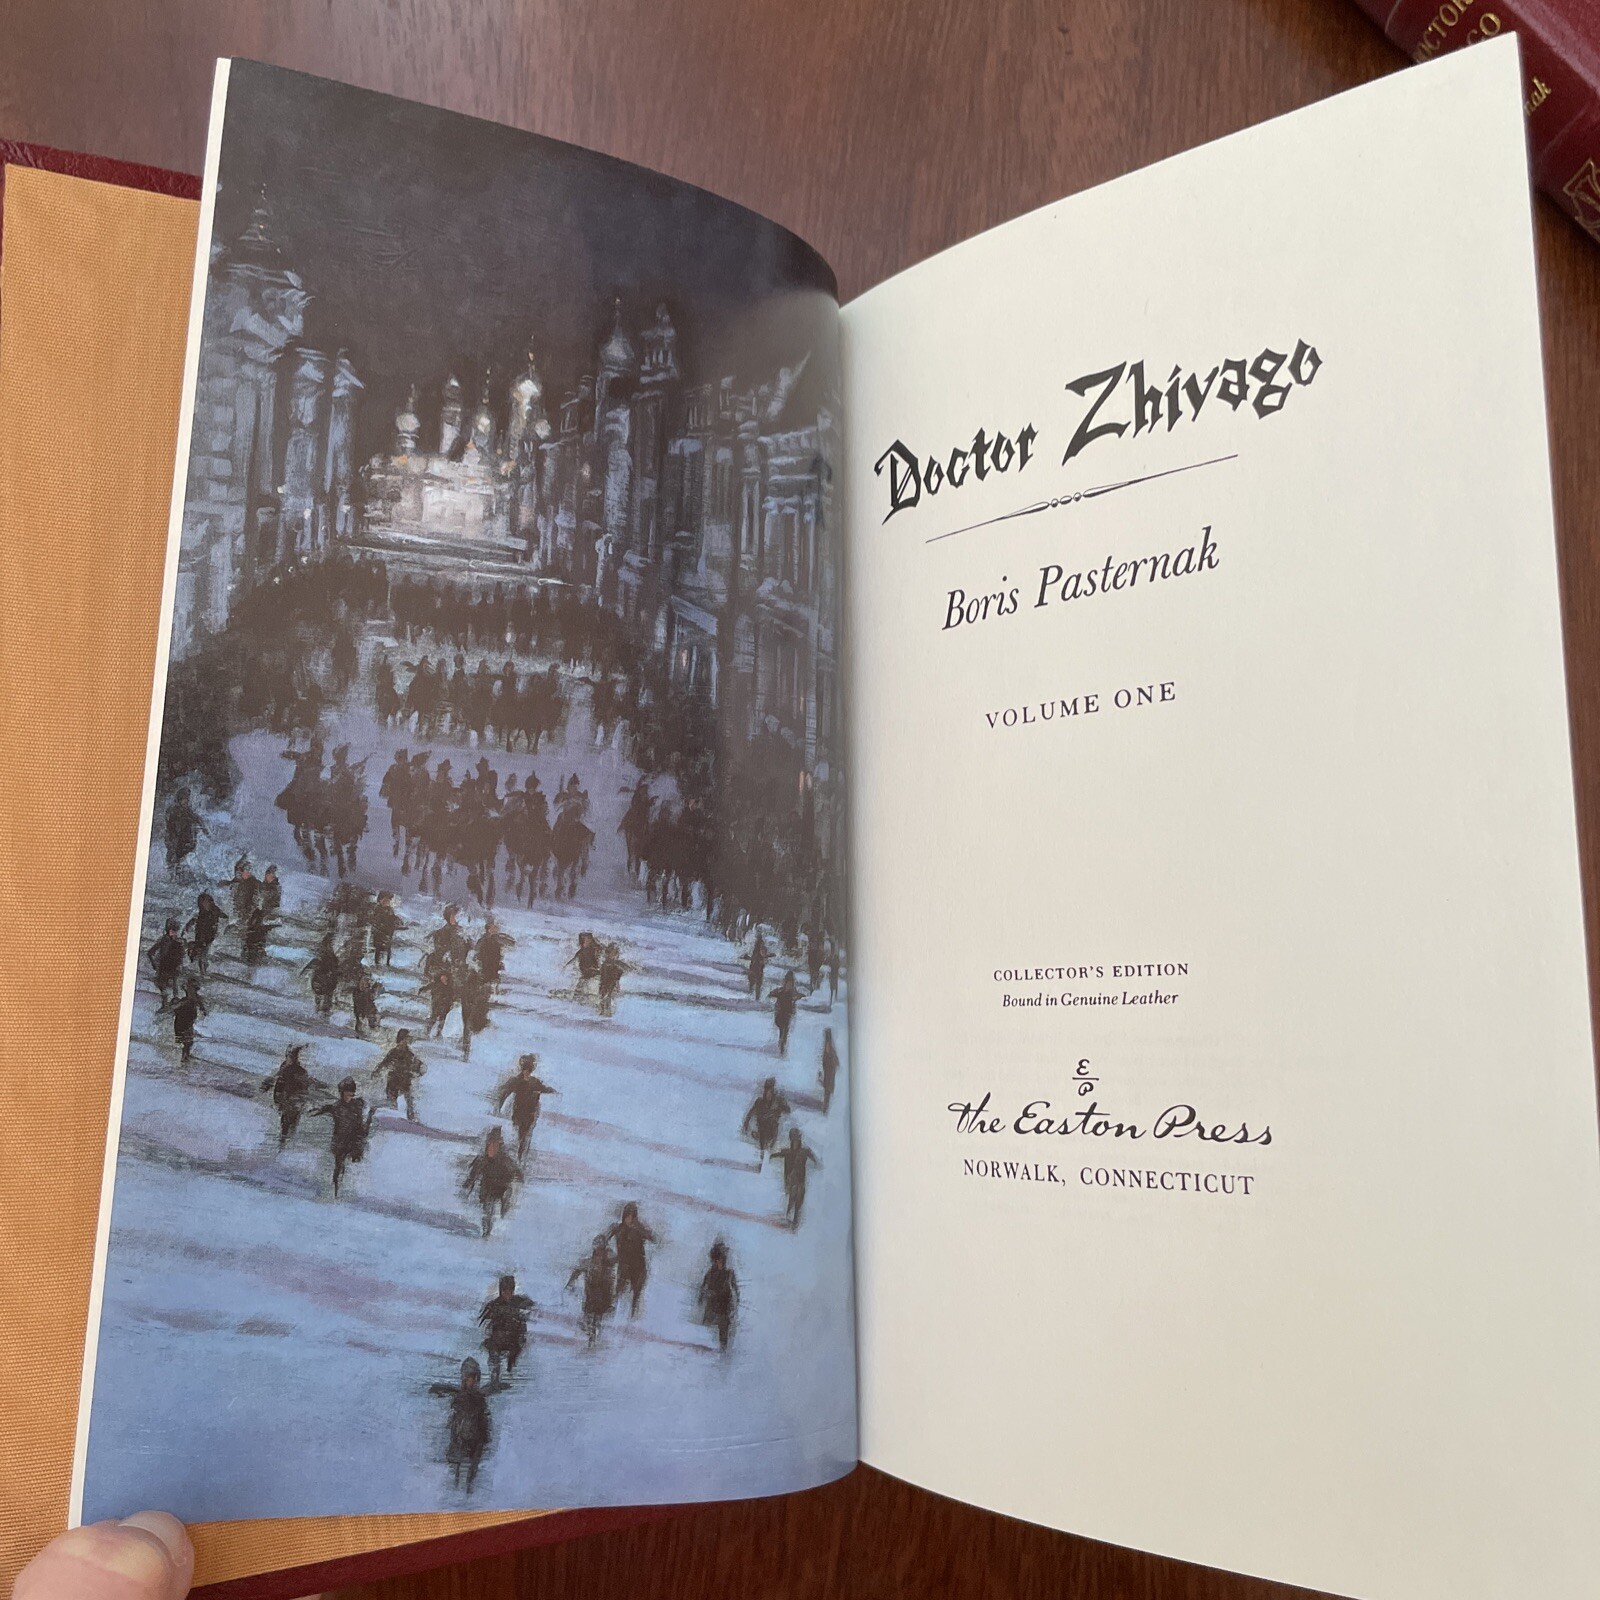 Doctor Zhivago
Boris Pasternak
VOLUME ONE
COLLECTOR'S EDITION
Bound in Genuine Leather
E
P
The Easton Press
NORWALK, CONNECTICUT